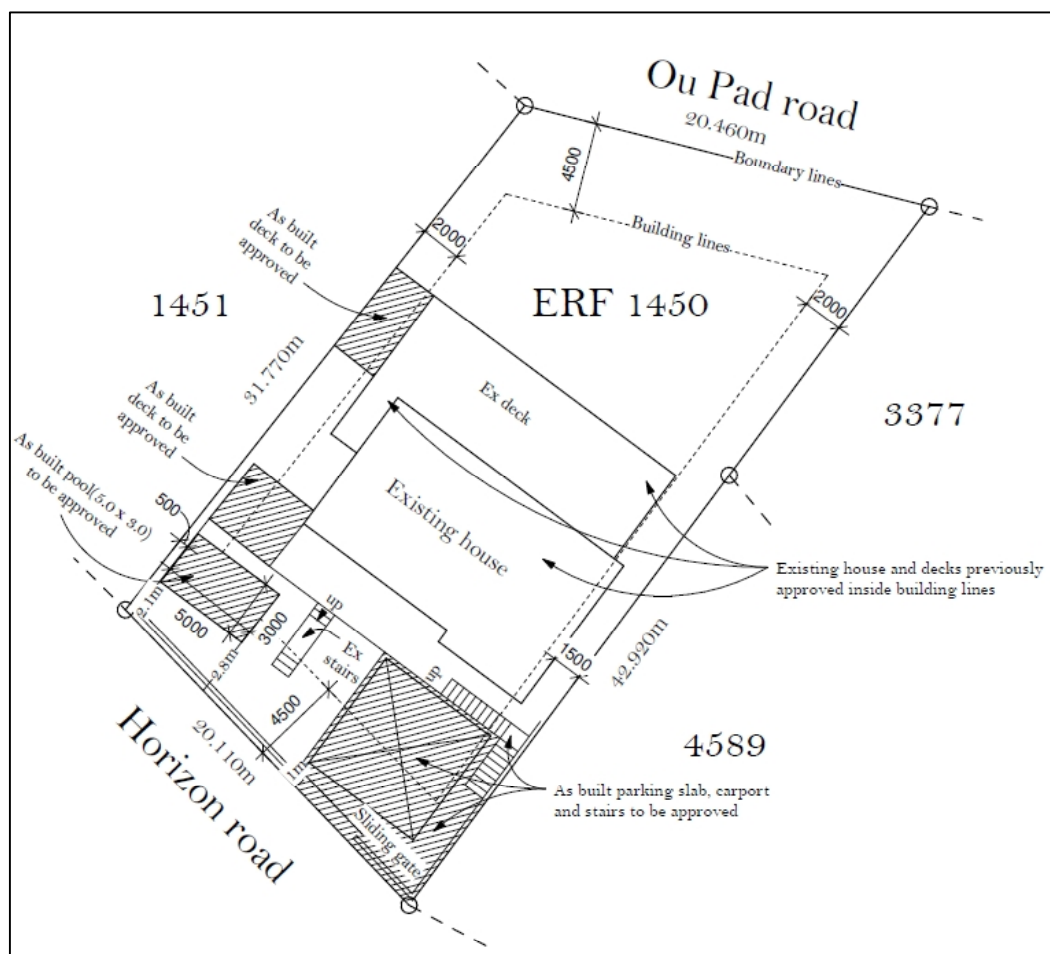 Ou Pad road
20.460m
Boundary lines
4500
Building lines
2000
As built
deck to be
approved
1451
ERF 1450
2000
31.770m
Ex deck
3377
As built
deck to be
approved
As built pool(5.0 x 3.0)
to be approved
500
Existing house
Existing house and decks previously
approved inside building lines
2.1m
5000
3000
up
Ex
stairs
2.8m
4500
up
1500
42.920m
4589
Horizon road
20.110m
1m
As built parking slab, carport
and stairs to be approved
Sliding gate